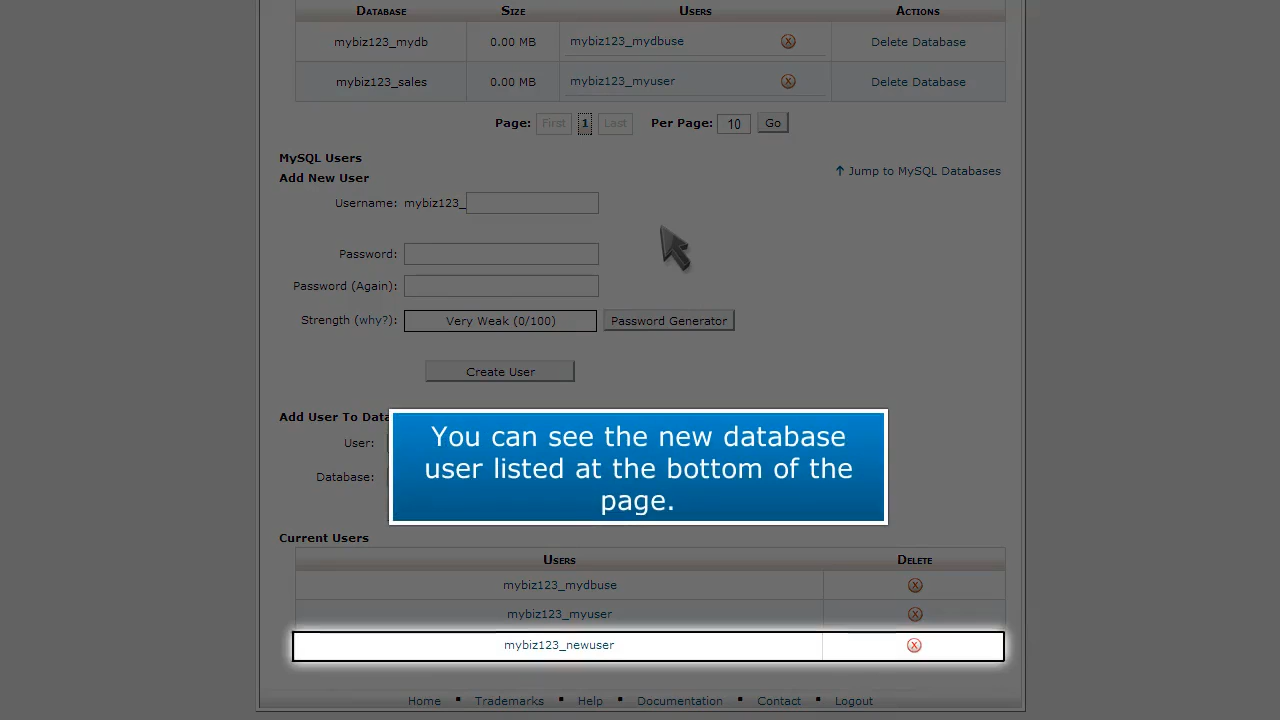 DATABASE SIZE USERS ACTIONS
mybiz123_mydb 0.00 MB mybiz123_mydbuse X Delete Database
mybiz123_sales 0.00 MB mybiz123_myuser X Delete Database
Page: First 1 Last Per Page: 10 Go
MySQL Users
Add New User
↑ Jump to MySQL Databases
Username: mybiz123_
Password:
Password (Again):
Strength (why?): Very Weak (0/100) Password Generator
Create User
Add User To Data
User:
Database:
You can see the new database
user listed at the bottom of the
page.
Current Users
USERS DELETE
mybiz123_mydbuse X
mybiz123_myuser X
mybiz123_newuser X
Home ▪ Trademarks ▪ Help ▪ Documentation ▪ Contact ▪ Logout